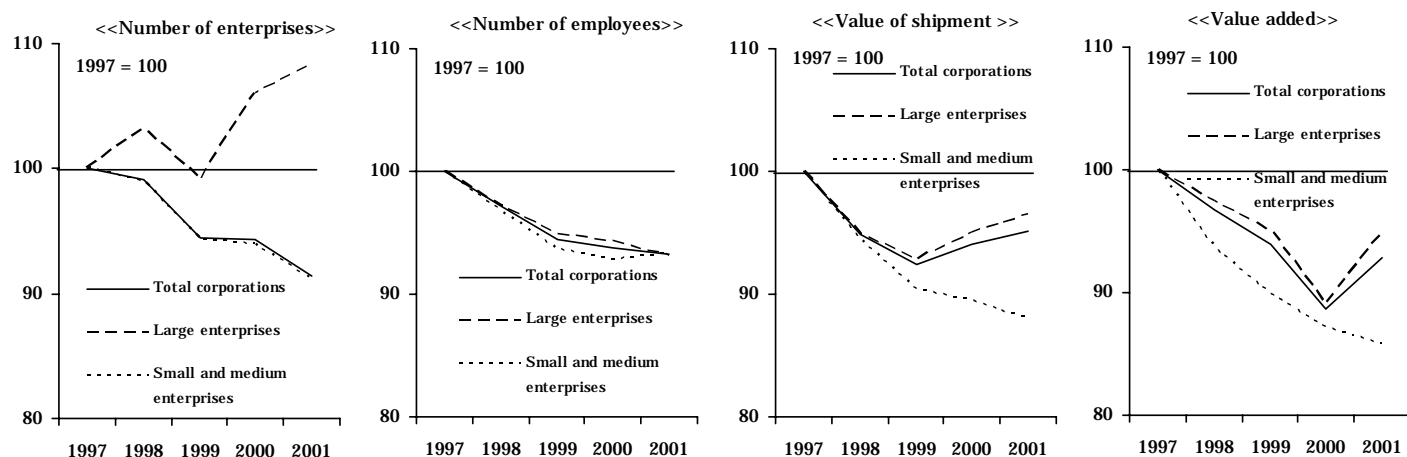 <<Number of enterprises>>
110
1997 = 100
100
90
Total corporations
Large enterprises
Small and medium
enterprises
80
1997 1998 1999 2000 2001
<<Number of employees>>
110
1997 = 100
100
90
Total corporations
Large enterprises
Small and medium
enterprises
80
1997 1998 1999 2000 2001
<<Value of shipment >>
110
1997 = 100
Total corporations
Large enterprises
Small and medium
enterprises
100
90
80
1997 1998 1999 2000 2001
<<Value added>>
110
1997 = 100
Total corporations
Large enterprises
Small and medium
enterprises
100
90
80
1997 1998 1999 2000 2001